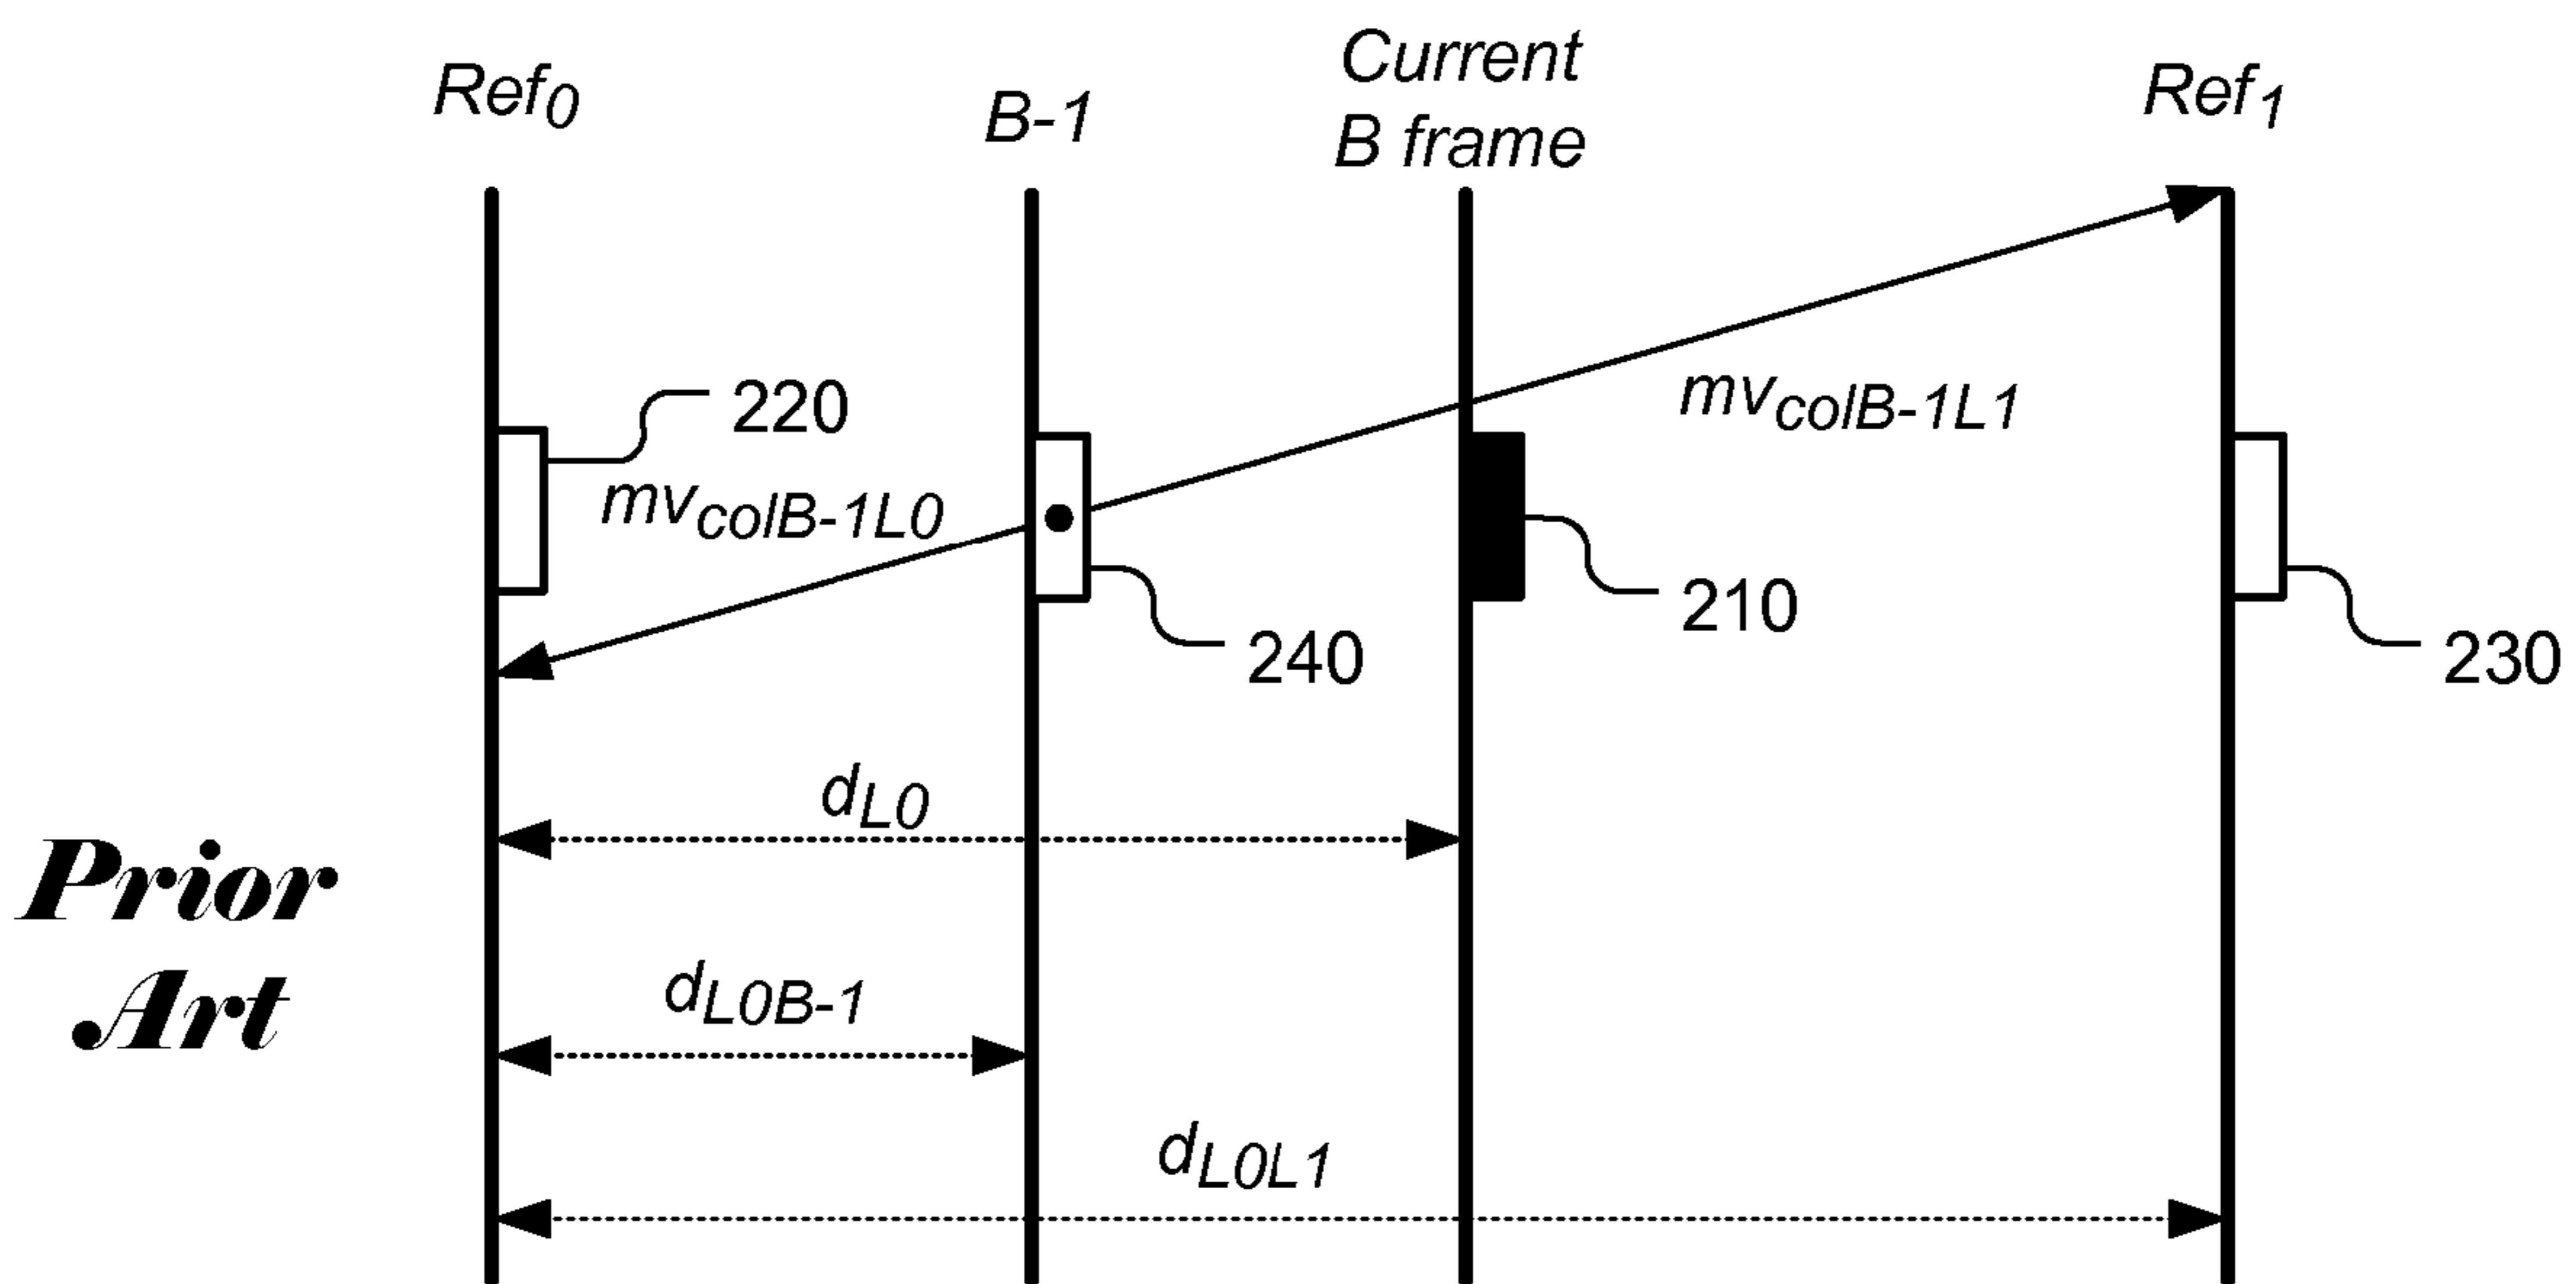 Ref0
B-1
Current
B frame
Ref1
220
mvcolB-1L1
mvcolB-1L0
210
240
230
dL0
Prior
Art
dL0B-1
dL0L1